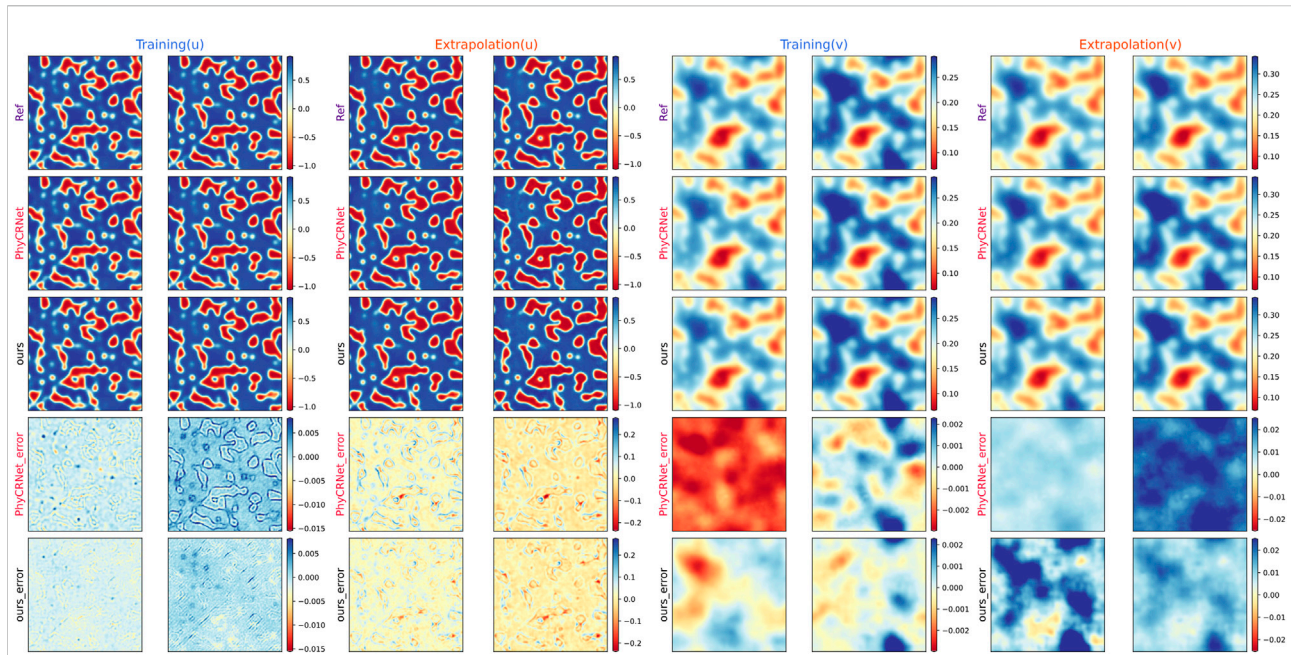 Training(u) Extrapolation(u) Training(v) Extrapolation(v)
Ref 0.5 0.0 −0.5 −1.0 Ref 0.5 0.0 −0.5 −1.0 Ref 0.25 0.20 0.15 0.10 Ref 0.30 0.25 0.20 0.15 0.10
PhyCRNet 0.5 0.0 −0.5 −1.0 PhyCRNet 0.5 0.0 −0.5 −1.0 PhyCRNet 0.25 0.20 0.15 0.10 PhyCRNet 0.30 0.25 0.20 0.15 0.10
ours 0.5 0.0 −0.5 −1.0 ours 0.5 0.0 −0.5 −1.0 ours 0.25 0.20 0.15 0.10 ours 0.30 0.25 0.20 0.15 0.10
PhyCRNet_error 0.005 0.000 −0.005 −0.010 −0.015 PhyCRNet_error 0.2 0.1 0.0 −0.1 −0.2 PhyCRNet_error 0.002 0.001 0.000 −0.001 −0.002 PhyCRNet_error 0.02 0.01 0.00 −0.01 −0.02
ours_error 0.005 0.000 −0.005 −0.010 −0.015 ours_error 0.2 0.1 0.0 −0.1 −0.2 ours_error 0.002 0.001 0.000 −0.001 −0.002 ours_error 0.02 0.01 0.00 −0.01 −0.02